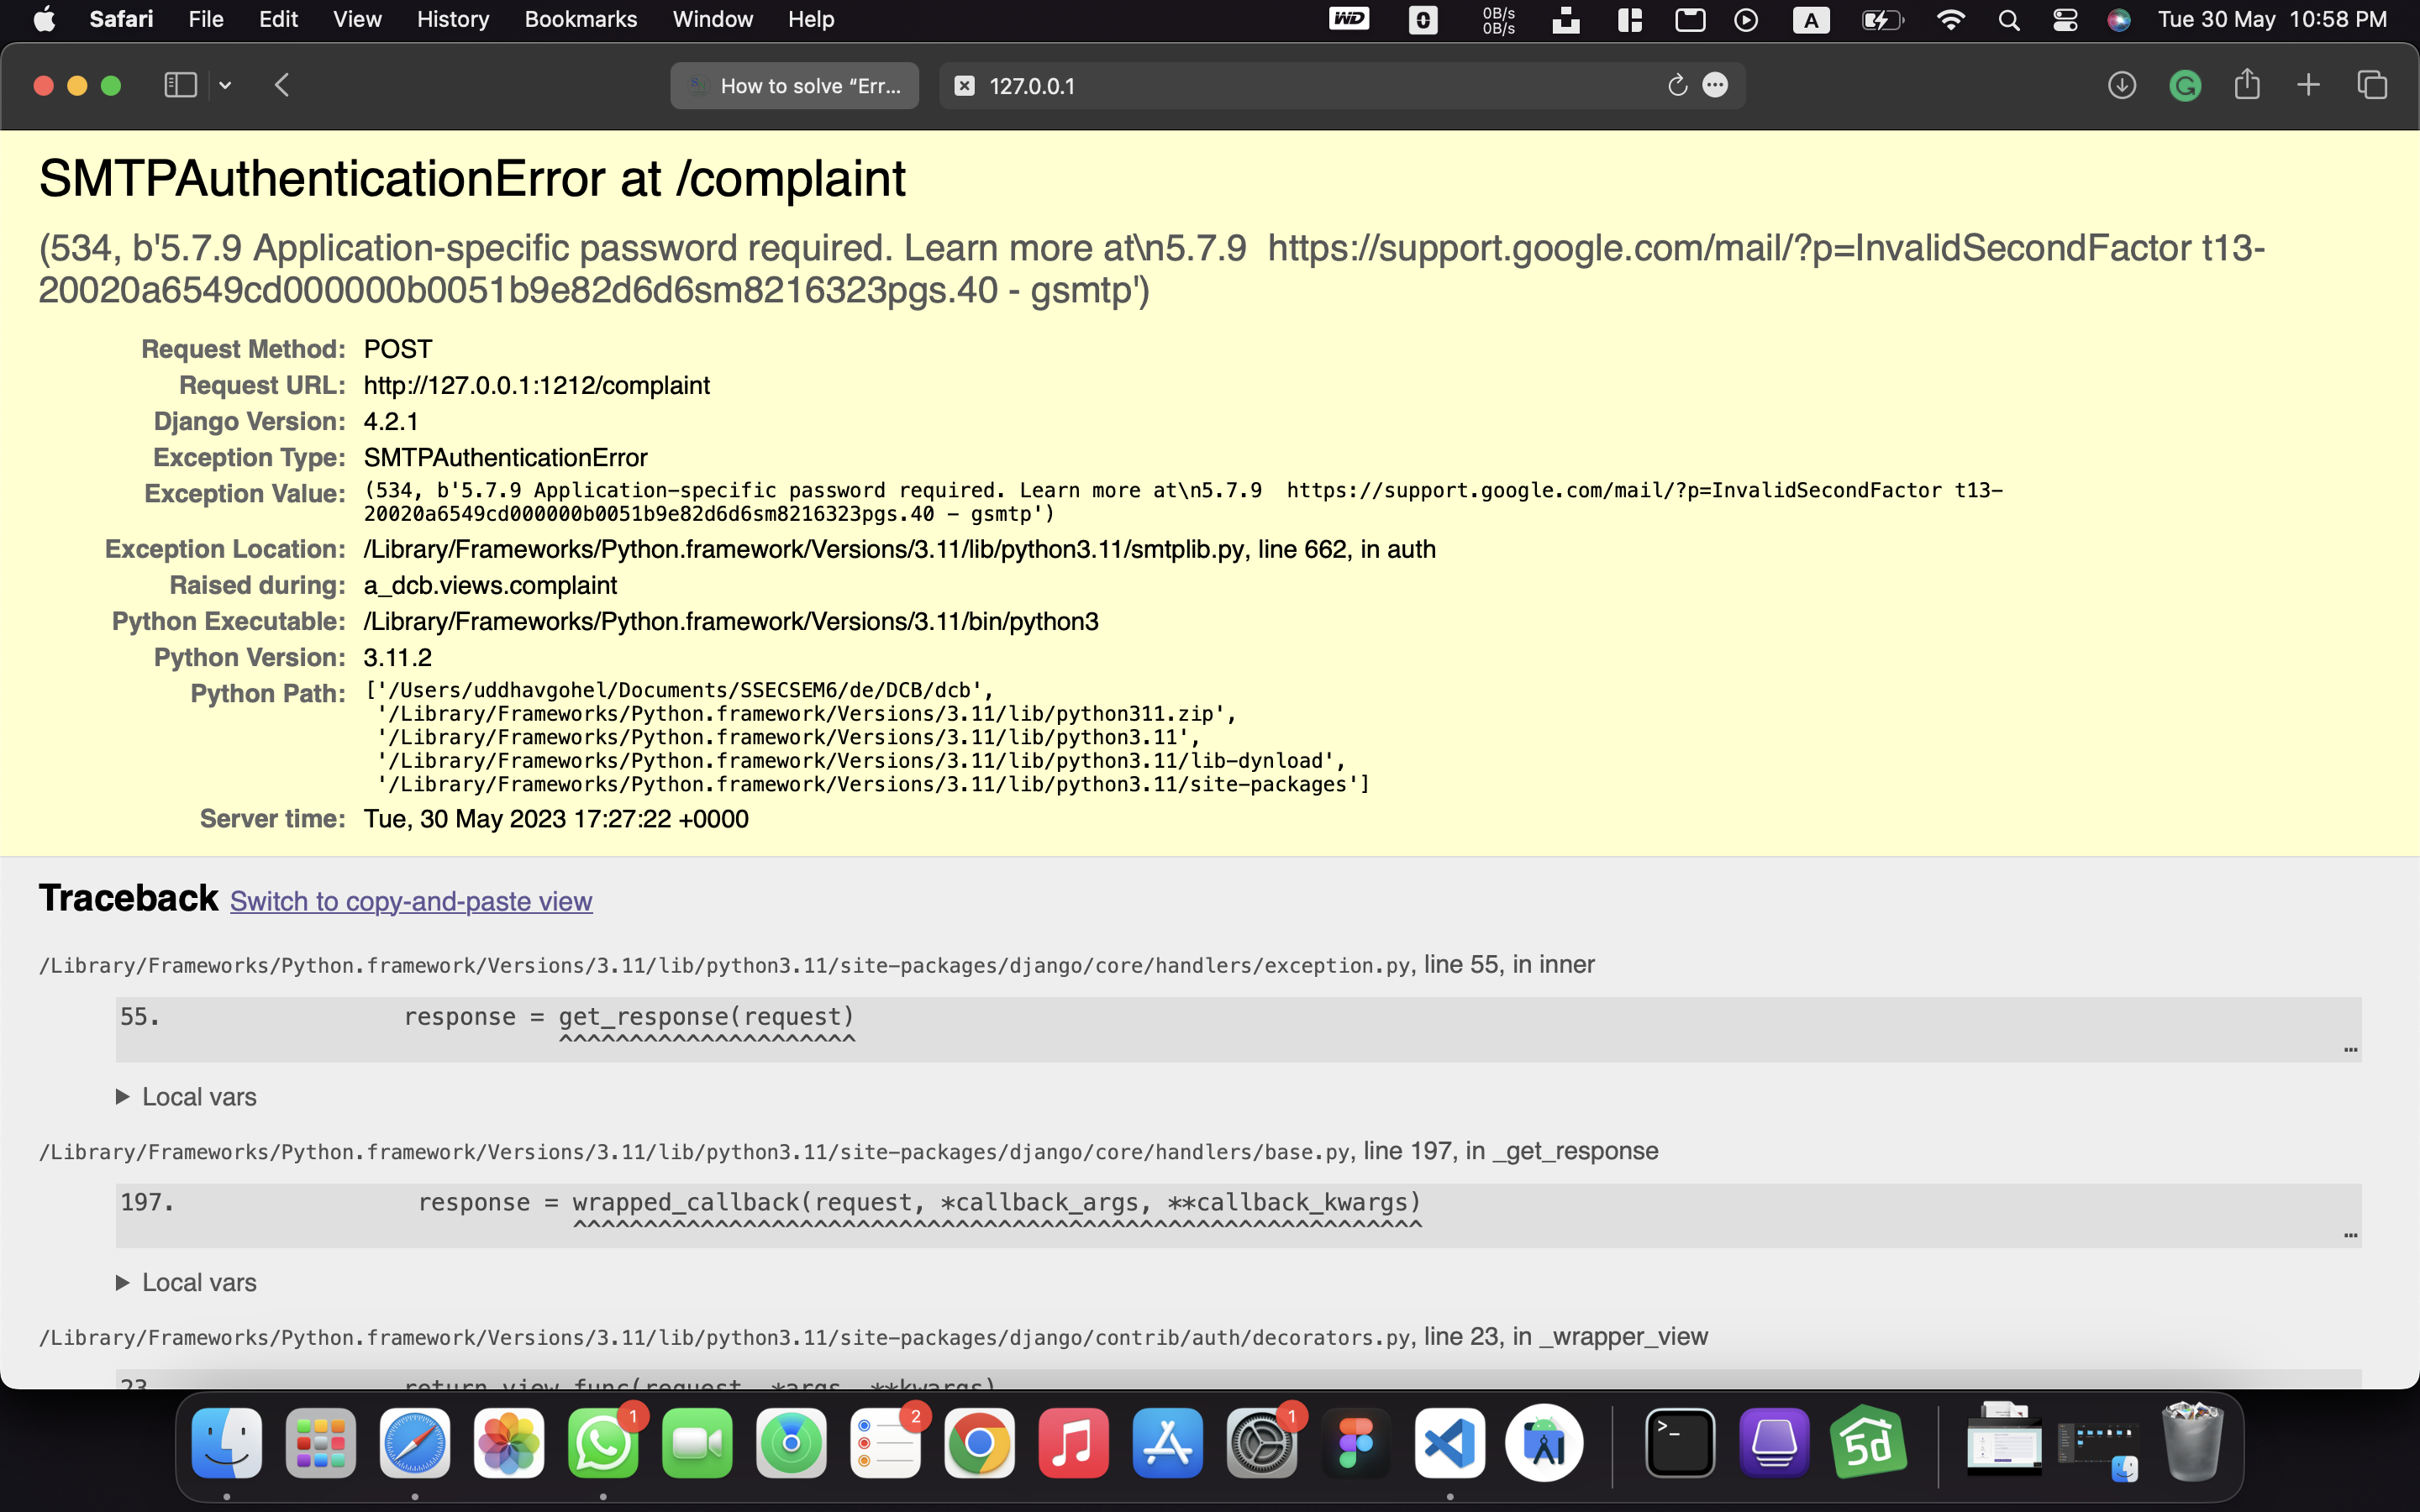 Safari File Edit View History Bookmarks Window Help WD 0 0B/s 0B/s A Tue 30 May 10:58 PM
How to solve “Err... 127.0.0.1
SMTPAuthenticationError at /complaint
(534, b'5.7.9 Application-specific password required. Learn more at\n5.7.9 https://support.google.com/mail/?p=InvalidSecondFactor t13-
20020a6549cd000000b0051b9e82d6d6sm8216323pgs.40 - gsmtp')
Request Method: POST
Request URL: http://127.0.0.1:1212/complaint
Django Version: 4.2.1
Exception Type: SMTPAuthenticationError
Exception Value: (534, b'5.7.9 Application-specific password required. Learn more at\n5.7.9 https://support.google.com/mail/?p=InvalidSecondFactor t13-
20020a6549cd000000b0051b9e82d6d6sm8216323pgs.40 - gsmtp')
Exception Location: /Library/Frameworks/Python.framework/Versions/3.11/lib/python3.11/smtplib.py, line 662, in auth
Raised during: a_dcb.views.complaint
Python Executable: /Library/Frameworks/Python.framework/Versions/3.11/bin/python3
Python Version: 3.11.2
Python Path: ['/Users/uddhavgohel/Documents/SSECSEM6/de/DCB/dcb',
'/Library/Frameworks/Python.framework/Versions/3.11/lib/python311.zip',
'/Library/Frameworks/Python.framework/Versions/3.11/lib/python3.11',
'/Library/Frameworks/Python.framework/Versions/3.11/lib/python3.11/lib-dynload',
'/Library/Frameworks/Python.framework/Versions/3.11/lib/python3.11/site-packages']
Server time: Tue, 30 May 2023 17:27:22 +0000
Traceback Switch to copy-and-paste view
/Library/Frameworks/Python.framework/Versions/3.11/lib/python3.11/site-packages/django/core/handlers/exception.py, line 55, in inner
55. response = get_response(request)
^^^^^^^^^^^^^^^^^^^^^
…
Local vars
/Library/Frameworks/Python.framework/Versions/3.11/lib/python3.11/site-packages/django/core/handlers/base.py, line 197, in _get_response
197. response = wrapped_callback(request, *callback_args, **callback_kwargs)
^^^^^^^^^^^^^^^^^^^^^^^^^^^^^^^^^^^^^^^^^^^^^^^^^^^^^^^^^^^^
…
Local vars
/Library/Frameworks/Python.framework/Versions/3.11/lib/python3.11/site-packages/django/contrib/auth/decorators.py, line 23, in _wrapper_view
23. return view_func(request, *args, **kwargs)
1 2 1 >_ 5d